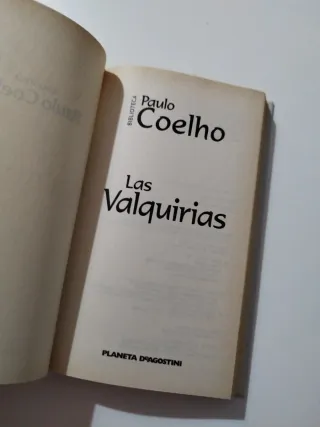 BIBLIOTECA
Paulo
Coelho
Las
Valquirias
PLANETA DEAGOSTINI